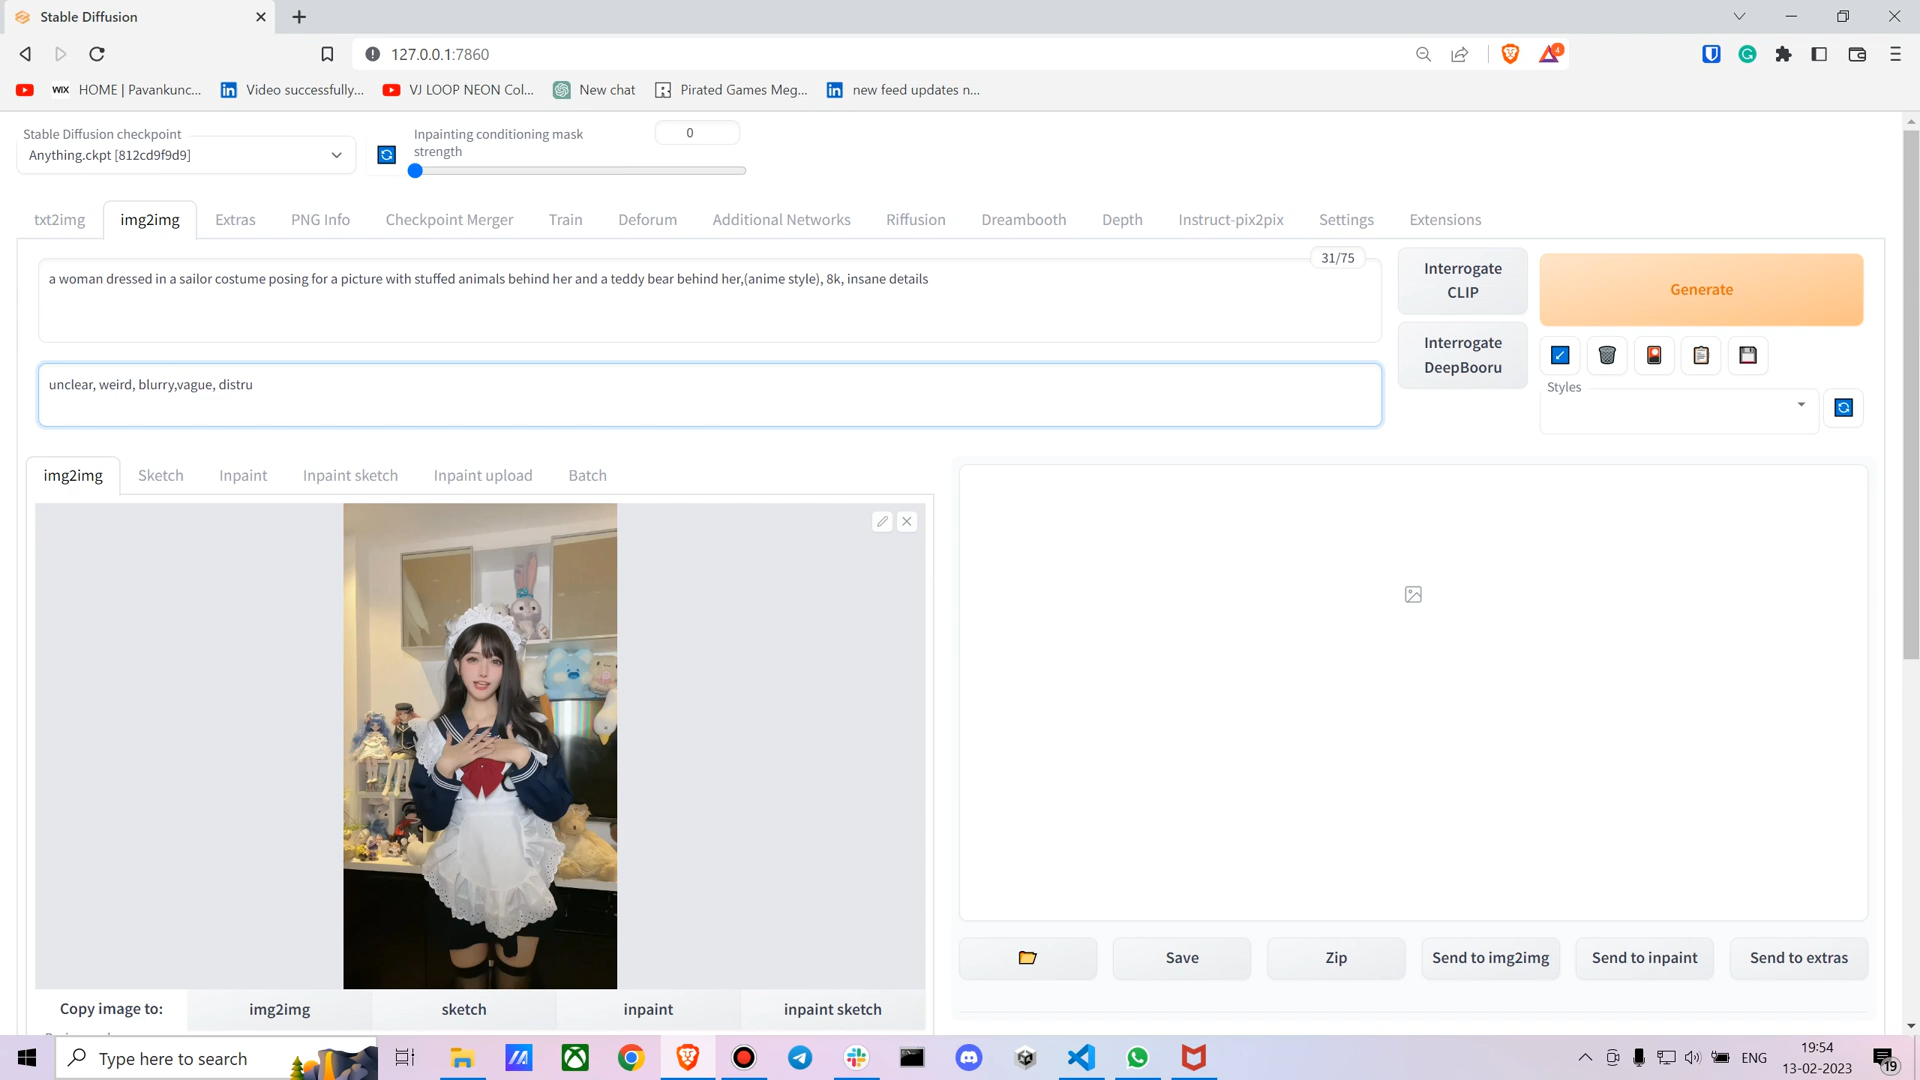 Stable Diffusion
127.0.0.1:7860
4
WIX HOME | Pavankunc... Video successfully... VJ LOOP NEON Col... New chat Pirated Games Meg... new feed updates n...
Stable Diffusion checkpoint
Anything.ckpt [812cd9f9d9]
Inpainting conditioning mask
strength
0
txt2img img2img Extras PNG Info Checkpoint Merger Train Deforum Additional Networks Riffusion Dreambooth Depth Instruct-pix2pix Settings Extensions
31/75
a woman dressed in a sailor costume posing for a picture with stuffed animals behind her and a teddy bear behind her,(anime style), 8k, insane details
unclear, weird, blurry,vague, distru
Interrogate
CLIP
Interrogate
DeepBooru
Generate
Styles
img2img Sketch Inpaint Inpaint sketch Inpaint upload Batch
Save Zip Send to img2img Send to inpaint Send to extras
Copy image to: img2img sketch inpaint inpaint sketch
Type here to search
ENG
19:54
13-02-2023
19